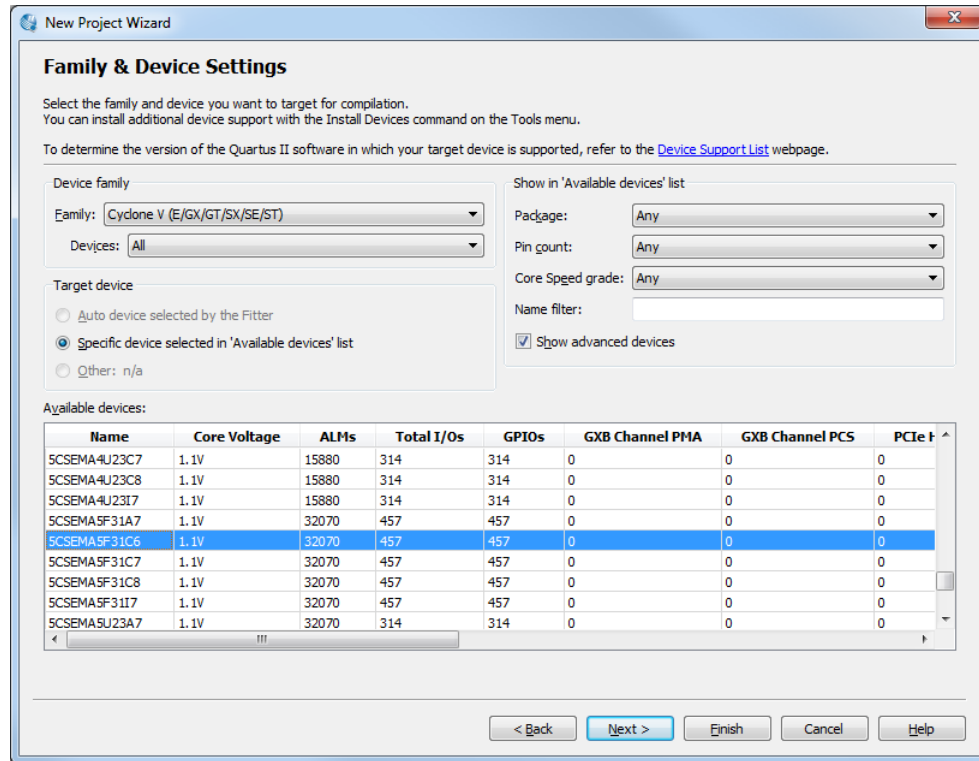 New Project Wizard
Family & Device Settings
Select the family and device you want to target for compilation.
You can install additional device support with the Install Devices command on the Tools menu.
To determine the version of the Quartus II software in which your target device is supported, refer to the Device Support List webpage.
Device family
Family: Cyclone V (E/GX/GT/SX/SE/ST)
Devices: All
Target device
Auto device selected by the Fitter
Specific device selected in 'Available devices' list
Other: n/a
Show in 'Available devices' list
Package: Any
Pin count: Any
Core Speed grade: Any
Name filter:
Show advanced devices
Available devices:
Name Core Voltage ALMs Total I/Os GPIOs GXB Channel PMA GXB Channel PCS PCIe H
5CSEMA4U23C7 1.1V 15880 314 314 0 0 0
5CSEMA4U23C8 1.1V 15880 314 314 0 0 0
5CSEMA4U23I7 1.1V 15880 314 314 0 0 0
5CSEMA5F31A7 1.1V 32070 457 457 0 0 0
5CSEMA5F31C6 1.1V 32070 457 457 0 0 0
5CSEMA5F31C7 1.1V 32070 457 457 0 0 0
5CSEMA5F31C8 1.1V 32070 457 457 0 0 0
5CSEMA5F31I7 1.1V 32070 457 457 0 0 0
5CSEMA5U23A7 1.1V 32070 314 314 0 0 0
< Back Next > Finish Cancel Help